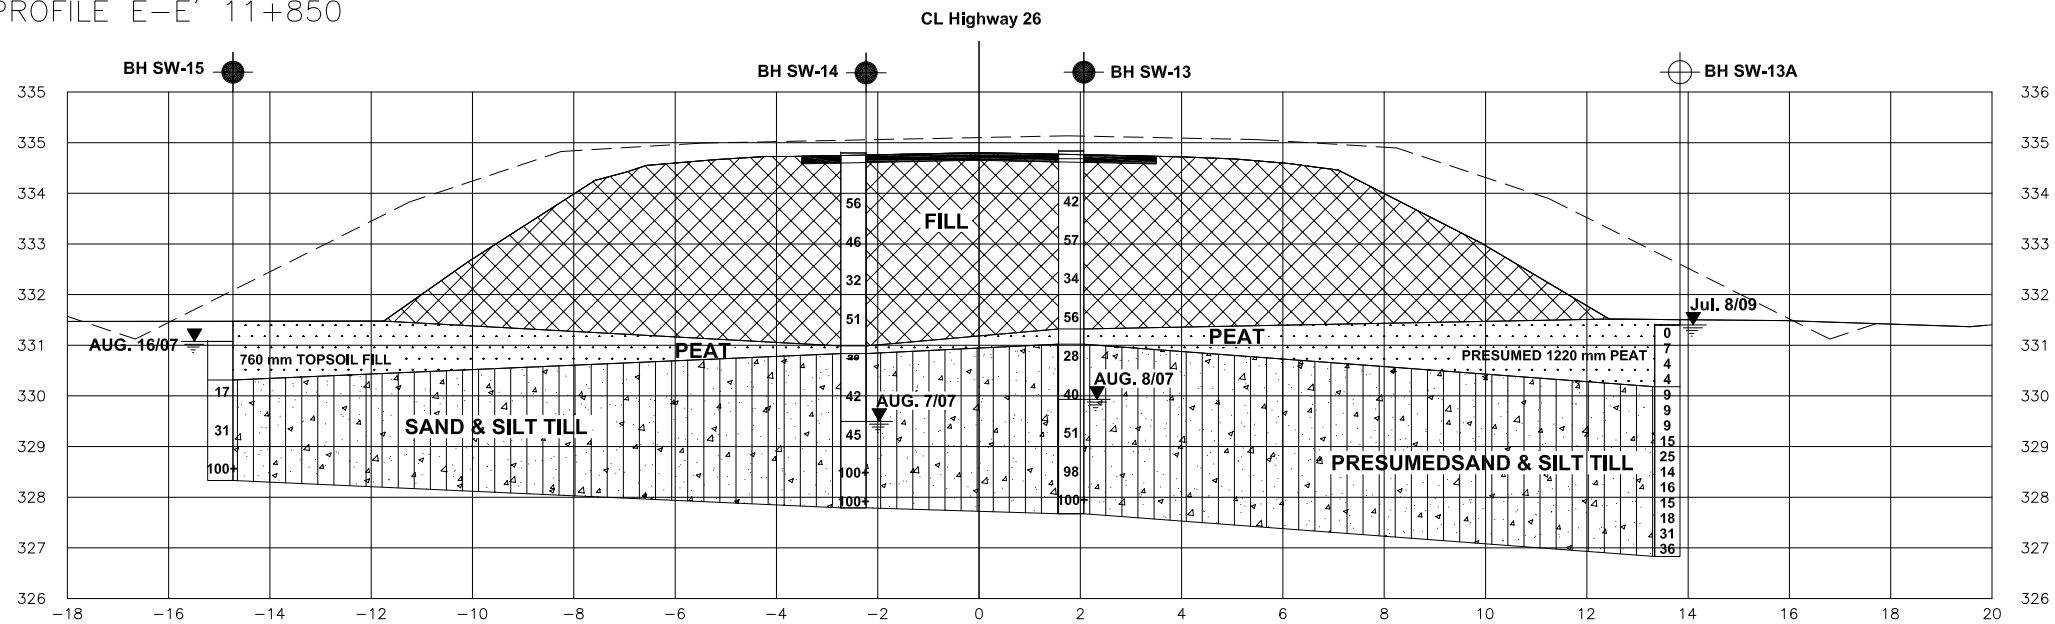 PROFILE E-E' 11+850
CL Highway 26
BH SW-15
BH SW-14
BH SW-13
BH SW-13A
335 336
335 335
334 334
333 333
332 332
331 331
330 330
329 329
328 328
327 327
326 326
-18 -16 -14 -12 -10 -8 -6 -4 -2 0 2 4 6 8 10 12 14 16 18 20
FILL
PEAT
PEAT
760 mm TOPSOIL FILL
PRESUMED 1220 mm PEAT
SAND & SILT TILL
PRESUMEDSAND & SILT TILL
AUG. 16/07
AUG. 7/07
AUG. 8/07
Jul. 8/09
17
31
100+
56
46
32
51
42
45
100+
100+
42
57
34
56
28
40
51
98
100+
0
7
4
4
9
9
9
15
25
14
16
15
18
31
36